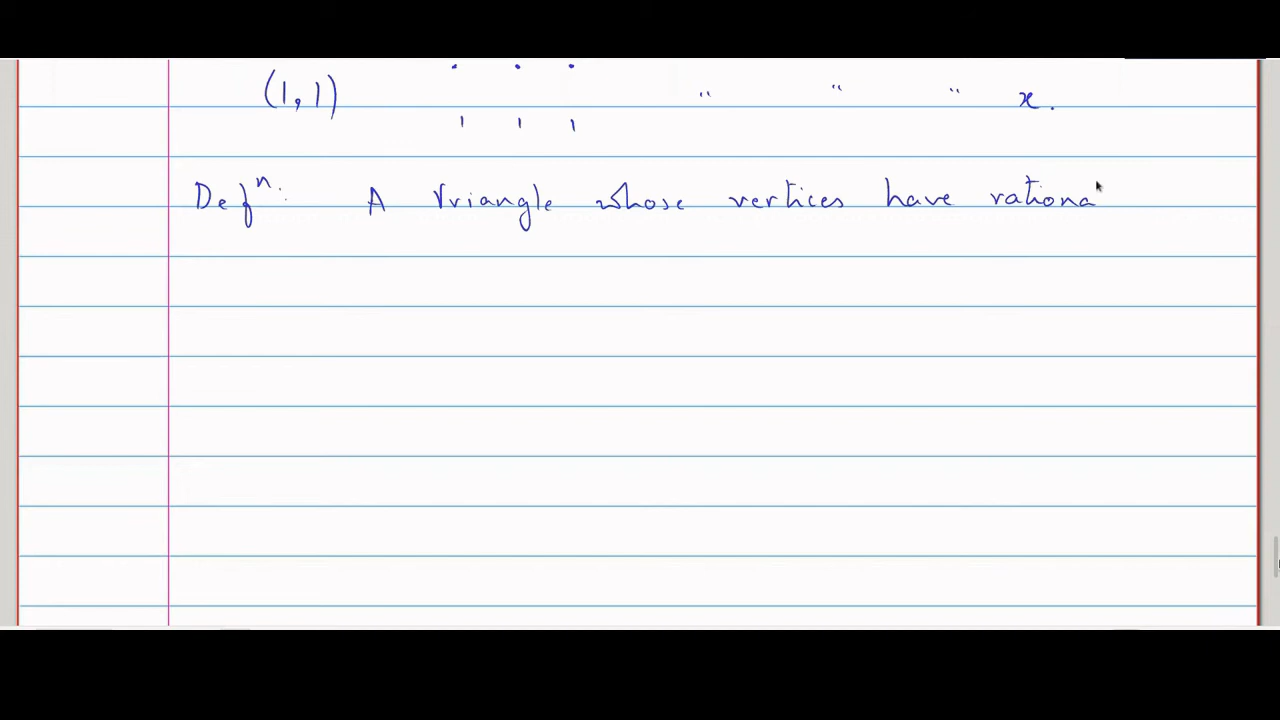 (1, 1) " " " x.
Defⁿ: A triangle whose vertices have rationa